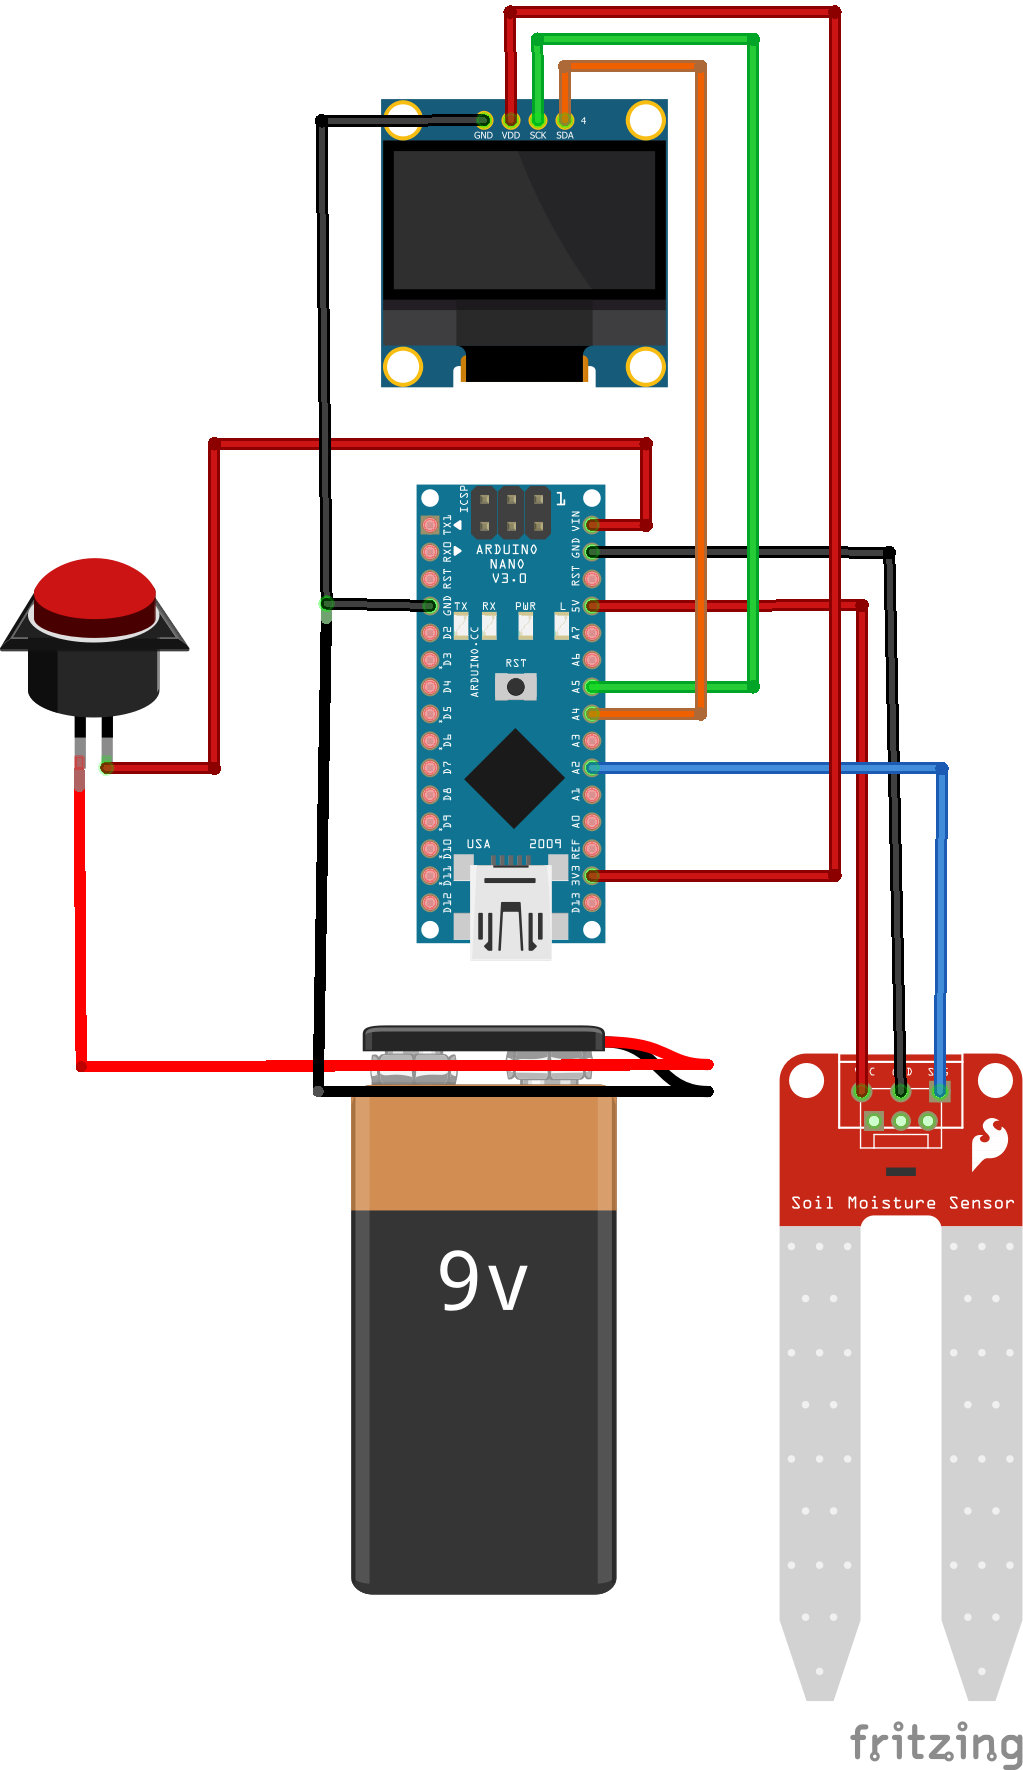 GND VDD SCK SDA 4
ICSP
1
ARDUINO
NANO
V3.0
TX1
RX0
RST
GND
D2
D3
D4
D5
D6
D7
D8
D9
D10
D11
D12
VIN
GND
RST
5V
A7
A6
A5
A4
A3
A2
A1
A0
REF
3V3
D13
TX RX PWR L
ARDUINO.CC
RST
USA 2009
9v
Soil Moisture Sensor
fritzing